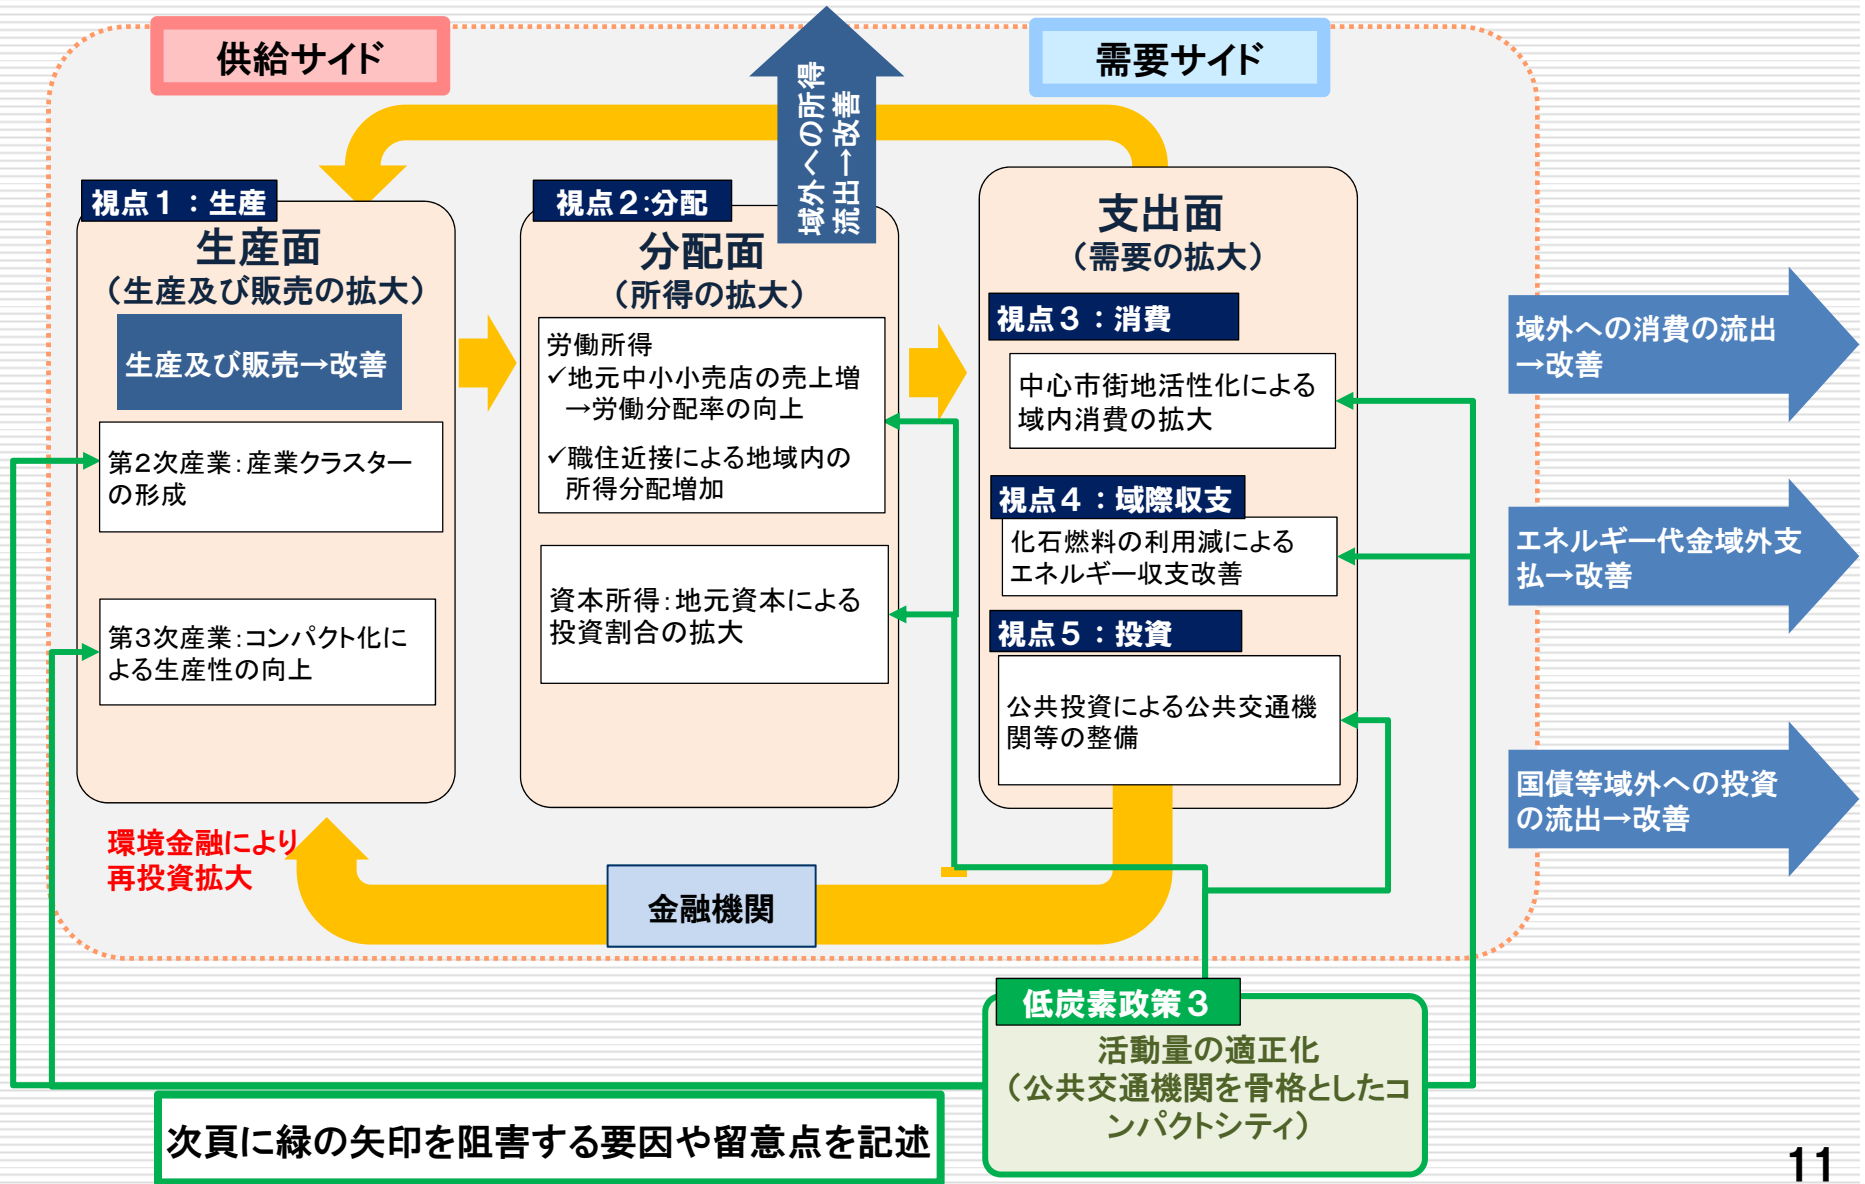 供給サイド
需要サイド
域外への所得
流出→改善
視点１：生産
生産面
（生産及び販売の拡大）
生産及び販売→改善
第２次産業：産業クラスター
の形成
第３次産業：コンパクト化に
よる生産性の向上
視点２：分配
分配面
（所得の拡大）
労働所得
✓地元中小小売店の売上増
→労働分配率の向上
✓職住近接による地域内の
所得分配増加
資本所得：地元資本による
投資割合の拡大
支出面
（需要の拡大）
視点３：消費
中心市街地活性化による
域内消費の拡大
視点４：域際収支
化石燃料の利用減による
エネルギー収支改善
視点５：投資
公共投資による公共交通機
関等の整備
域外への消費の流出
→改善
エネルギー代金域外支
払→改善
国債等域外への投資
の流出→改善
環境金融により
再投資拡大
金融機関
低炭素政策３
活動量の適正化
（公共交通機関を骨格としたコ
ンパクトシティ）
次頁に緑の矢印を阻害する要因や留意点を記述
11